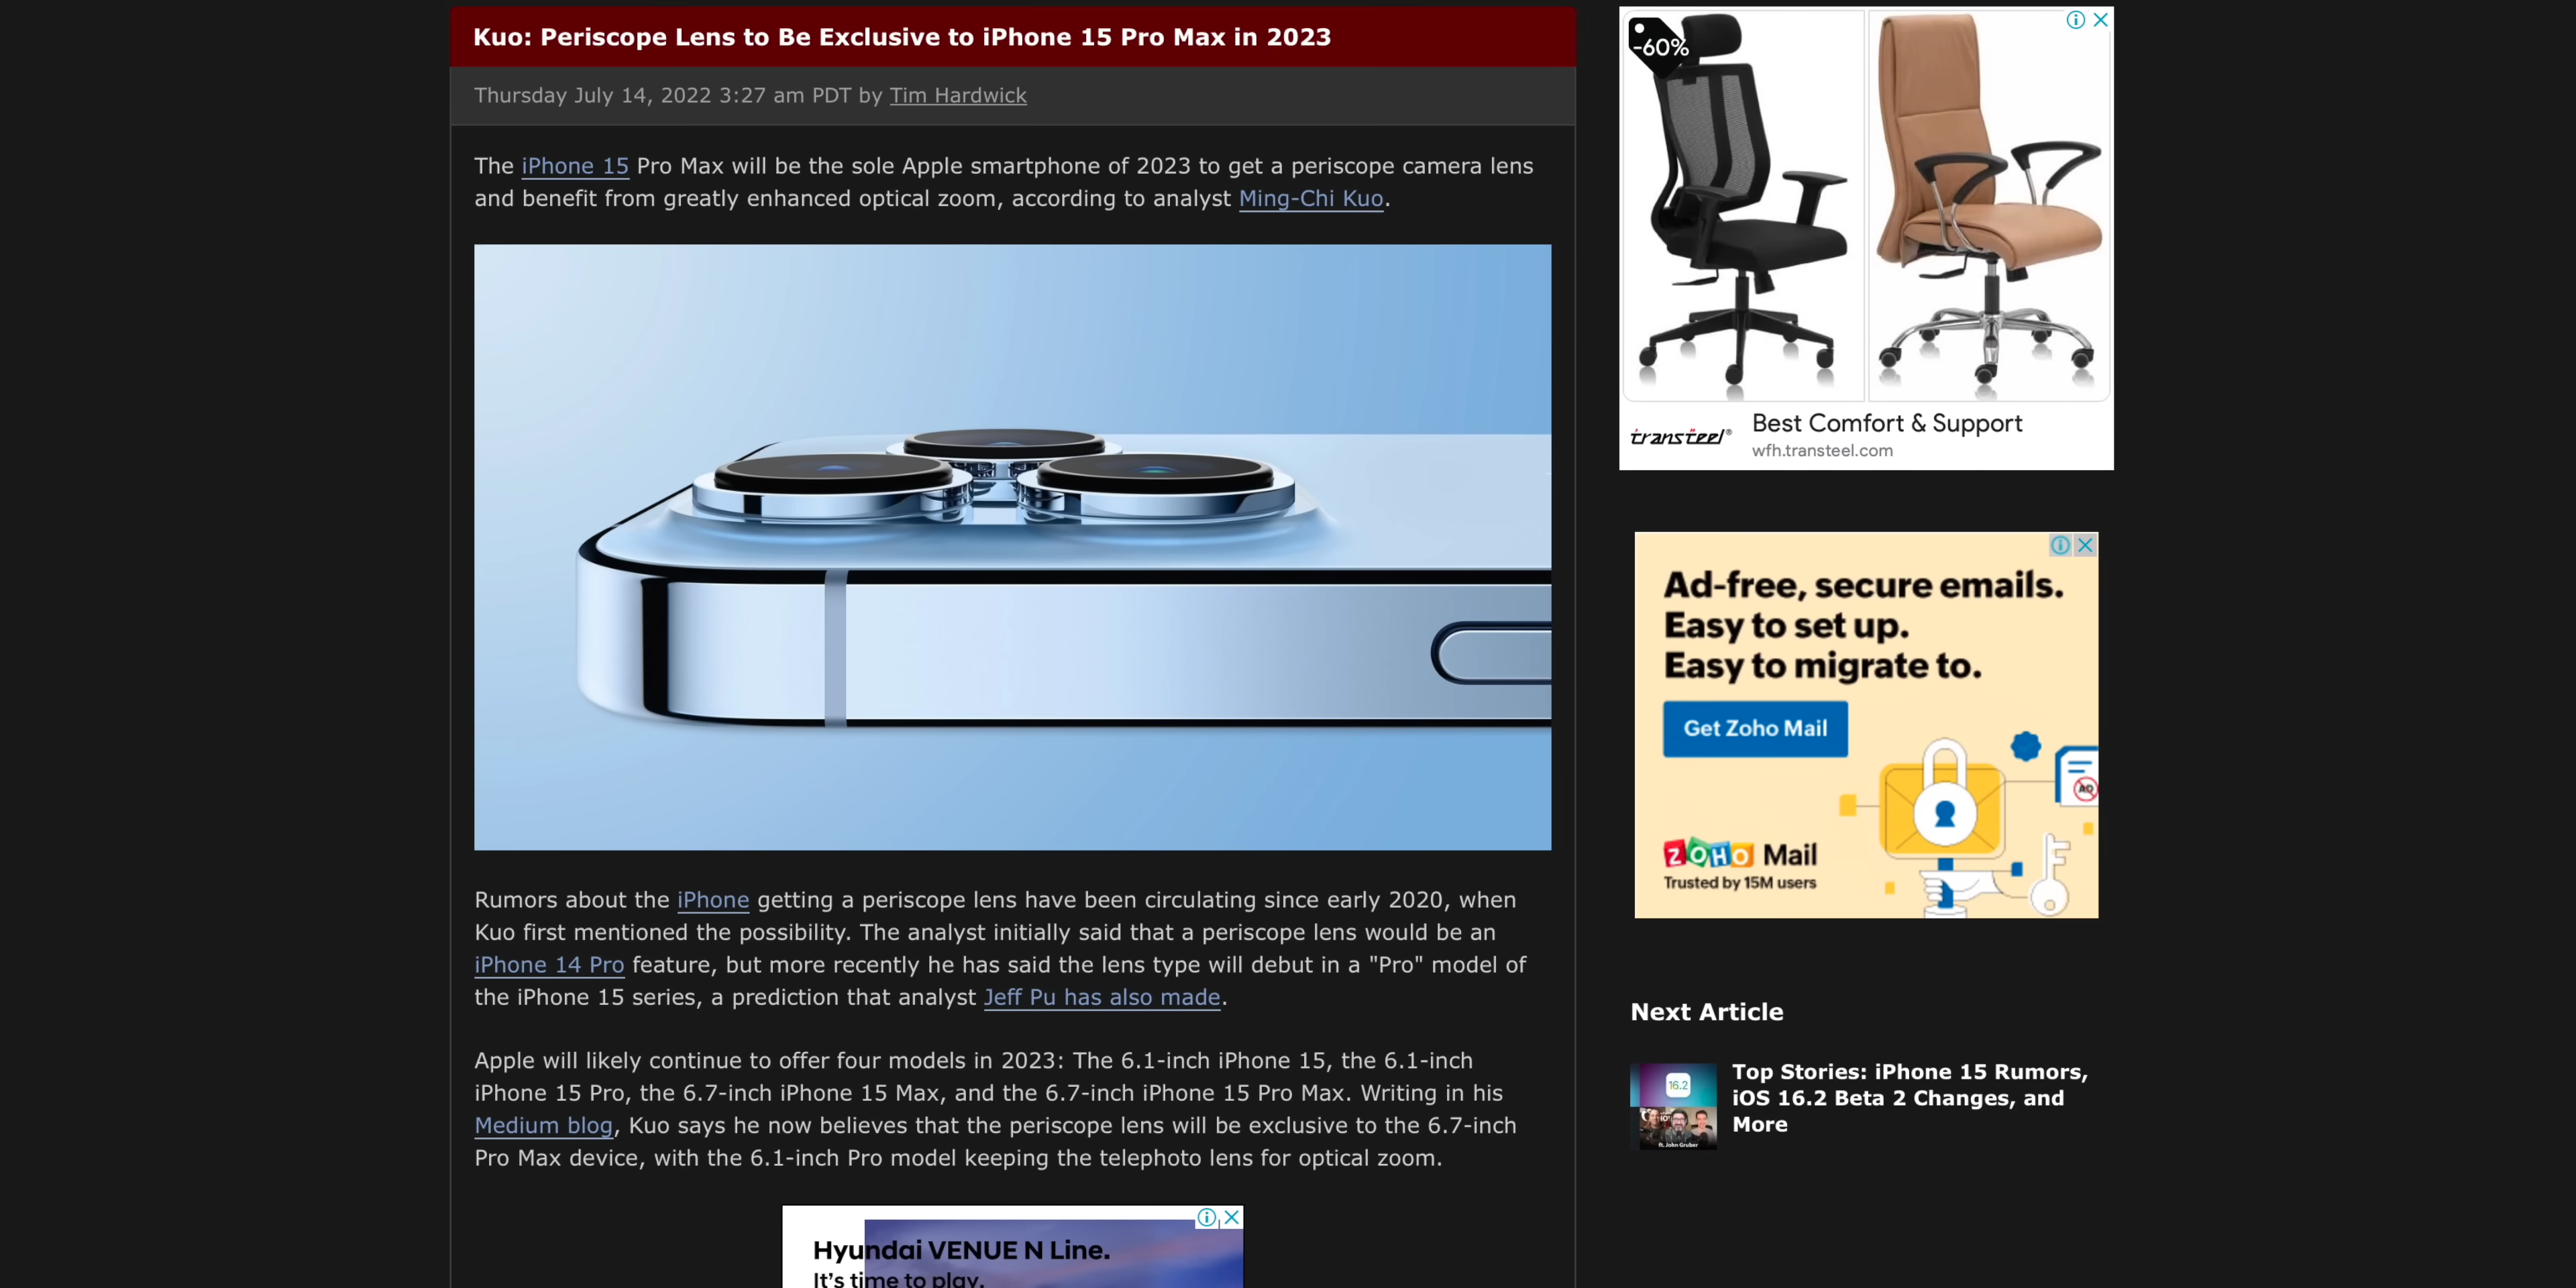 Kuo: Periscope Lens to Be Exclusive to iPhone 15 Pro Max in 2023
Thursday July 14, 2022 3:27 am PDT by Tim Hardwick
The iPhone 15 Pro Max will be the sole Apple smartphone of 2023 to get a periscope camera lens
and benefit from greatly enhanced optical zoom, according to analyst Ming-Chi Kuo.
Rumors about the iPhone getting a periscope lens have been circulating since early 2020, when
Kuo first mentioned the possibility. The analyst initially said that a periscope lens would be an
iPhone 14 Pro feature, but more recently he has said the lens type will debut in a "Pro" model of
the iPhone 15 series, a prediction that analyst Jeff Pu has also made.
Apple will likely continue to offer four models in 2023: The 6.1-inch iPhone 15, the 6.1-inch
iPhone 15 Pro, the 6.7-inch iPhone 15 Max, and the 6.7-inch iPhone 15 Pro Max. Writing in his
Medium blog, Kuo says he now believes that the periscope lens will be exclusive to the 6.7-inch
Pro Max device, with the 6.1-inch Pro model keeping the telephoto lens for optical zoom.
Hyundai VENUE N Line.
It's time to play.
-60%
transteel®
Best Comfort & Support
wfh.transteel.com
Ad-free, secure emails.
Easy to set up.
Easy to migrate to.
Get Zoho Mail
AD
ZOHO Mail
Trusted by 15M users
Next Article
16.2
ft. John Gruber
Top Stories: iPhone 15 Rumors,
iOS 16.2 Beta 2 Changes, and
More